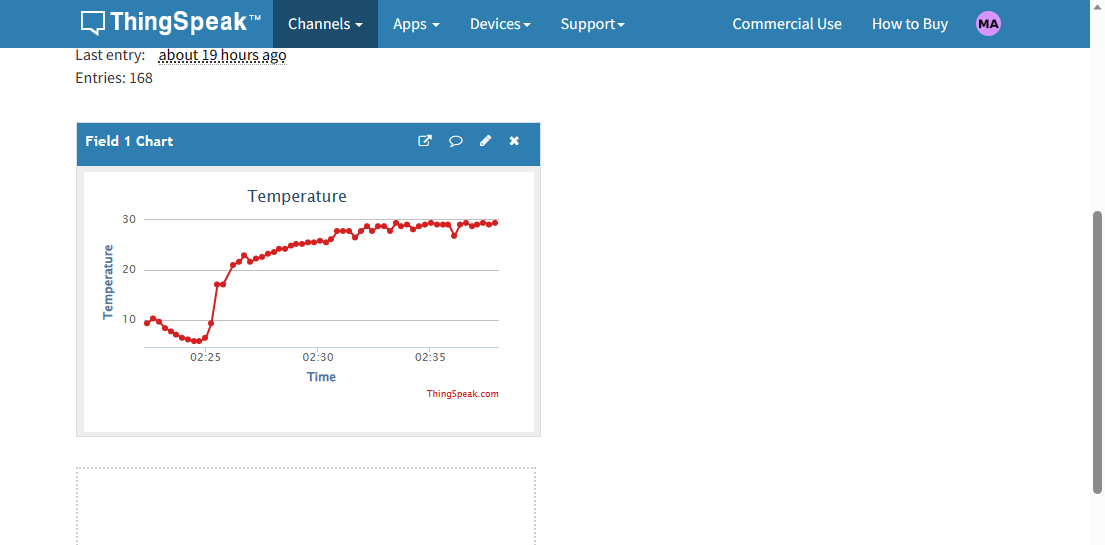 ThingSpeak™ Channels Apps Devices Support Commercial Use How to Buy MA
Last entry: about 19 hours ago
Entries: 168
Field 1 Chart
Temperature
30
20
10
Temperature
02:25 02:30 02:35
Time
ThingSpeak.com